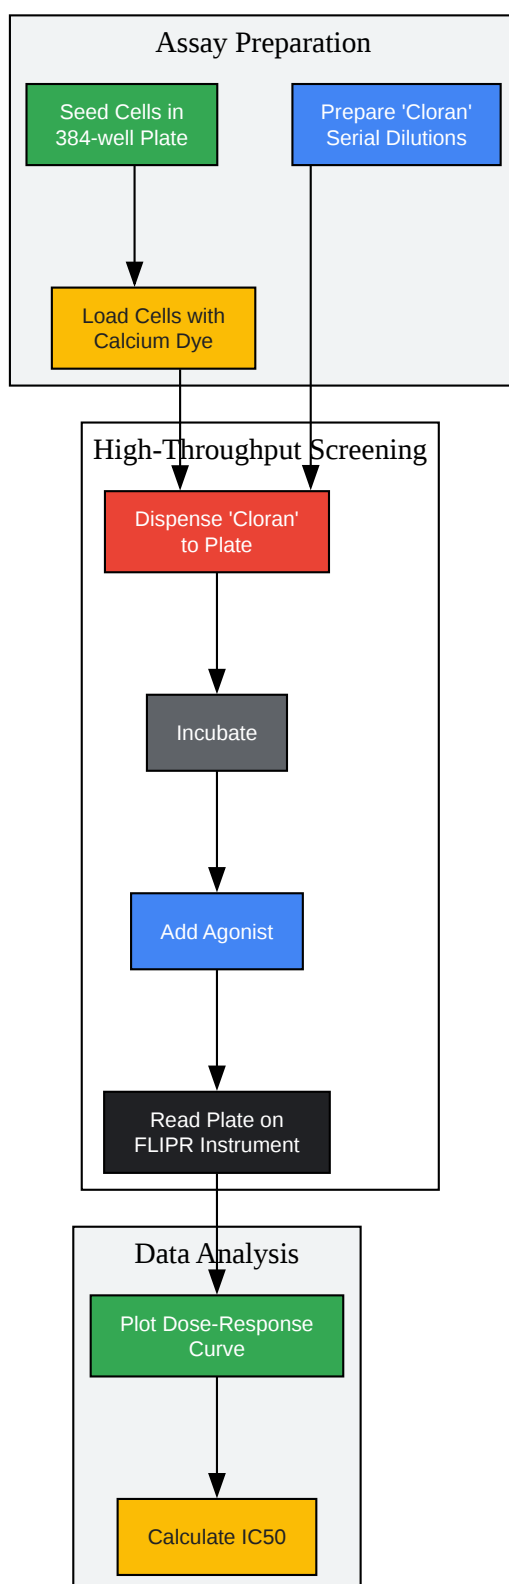 Assay Preparation
Seed Cells in
384-well Plate
Prepare 'Cloran'
Serial Dilutions
Load Cells with
Calcium Dye
High-Throughput Screening
Dispense 'Cloran'
to Plate
Incubate
Add Agonist
Read Plate on
FLIPR Instrument
Data Analysis
Plot Dose-Response
Curve
Calculate IC50